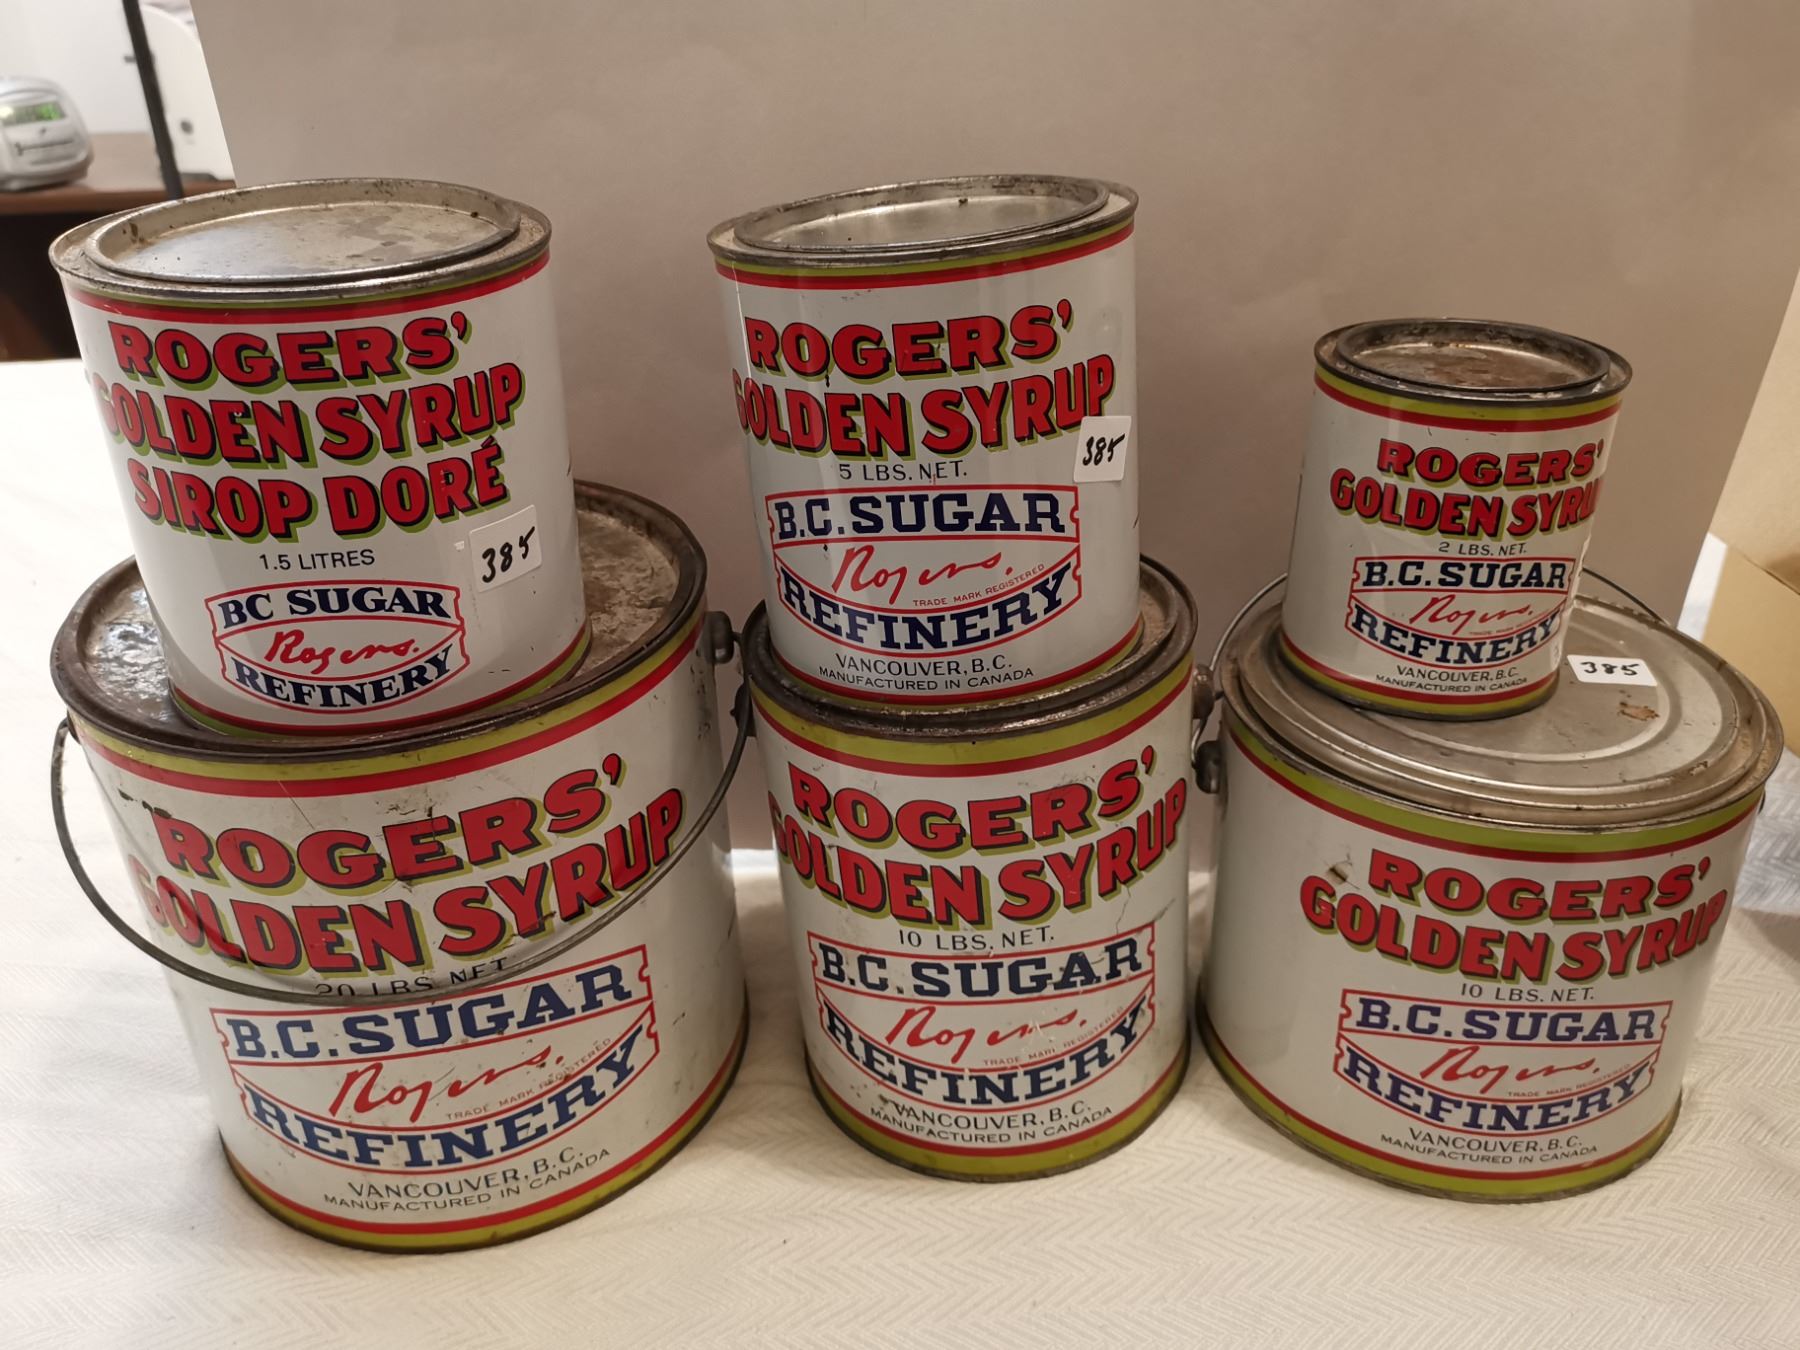 ROGERS'
GOLDEN SYRUP
SIROP DORÉ
1.5 LITRES
385
BC SUGAR
Rogers.
REFINERY
ROGERS'
GOLDEN SYRUP
5 LBS. NET.
385
B.C. SUGAR
Rogers.
TRADE MARK REGISTERED
REFINERY
VANCOUVER, B.C.
MANUFACTURED IN CANADA
ROGERS'
GOLDEN SYRUP
2 LBS. NET.
B.C. SUGAR
Rogers.
TRADE MARK REGISTERED
REFINERY
VANCOUVER, B.C.
MANUFACTURED IN CANADA
385
ROGERS'
GOLDEN SYRUP
20 LBS. NET
B.C. SUGAR
Rogers.
TRADE MARK REGISTERED
REFINERY
VANCOUVER, B.C.
MANUFACTURED IN CANADA
ROGERS'
GOLDEN SYRUP
10 LBS. NET.
B.C. SUGAR
Rogers.
TRADE MARK REGISTERED
REFINERY
VANCOUVER, B.C.
MANUFACTURED IN CANADA
ROGERS'
GOLDEN SYRUP
10 LBS. NET.
B.C. SUGAR
Rogers.
TRADE MARK REGISTERED
REFINERY
VANCOUVER, B.C.
MANUFACTURED IN CANADA